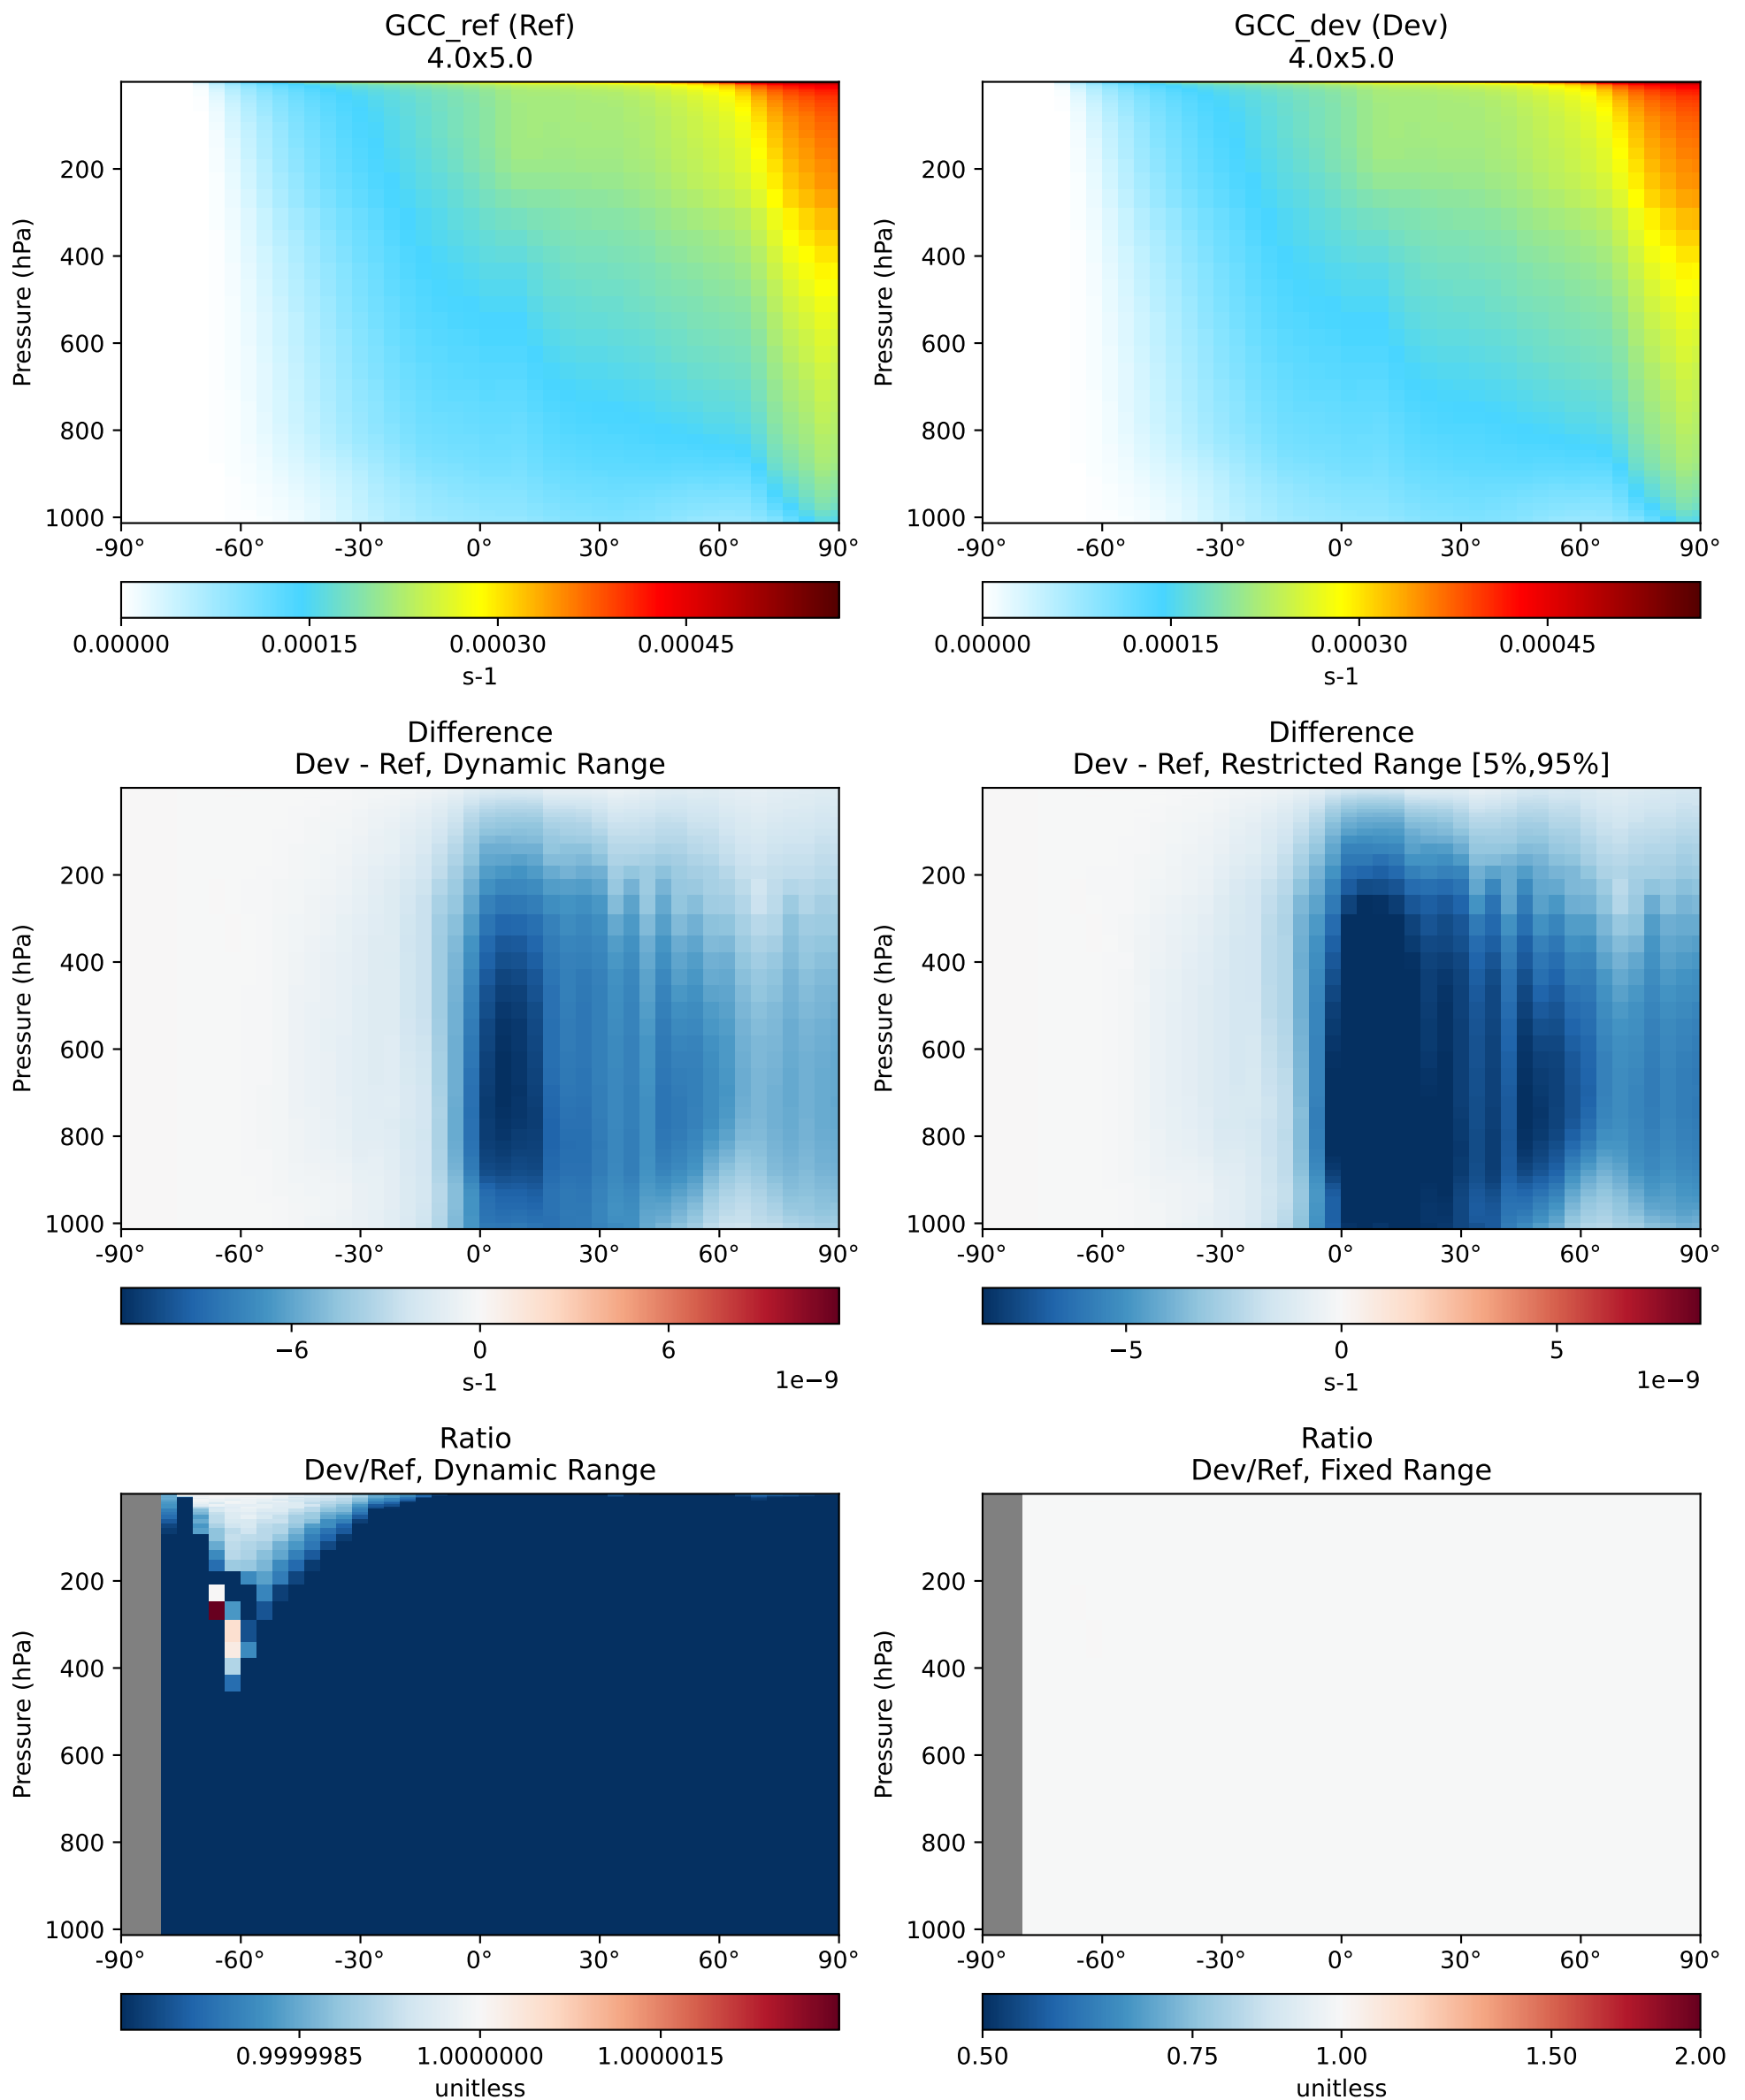 GCC_ref (Ref)
4.0x5.0
Pressure (hPa)
200
400
600
800
1000
-90° -60° -30° 0° 30° 60° 90°
0.00000 0.00015 0.00030 0.00045
s-1
GCC_dev (Dev)
4.0x5.0
Pressure (hPa)
200
400
600
800
1000
-90° -60° -30° 0° 30° 60° 90°
0.00000 0.00015 0.00030 0.00045
s-1
Difference
Dev - Ref, Dynamic Range
Pressure (hPa)
200
400
600
800
1000
-90° -60° -30° 0° 30° 60° 90°
−6 0 6
s-1 1e−9
Difference
Dev - Ref, Restricted Range [5%,95%]
Pressure (hPa)
200
400
600
800
1000
-90° -60° -30° 0° 30° 60° 90°
−5 0 5
s-1 1e−9
Ratio
Dev/Ref, Dynamic Range
Pressure (hPa)
200
400
600
800
1000
-90° -60° -30° 0° 30° 60° 90°
0.9999985 1.0000000 1.0000015
unitless
Ratio
Dev/Ref, Fixed Range
Pressure (hPa)
200
400
600
800
1000
-90° -60° -30° 0° 30° 60° 90°
0.50 0.75 1.00 1.50 2.00
unitless